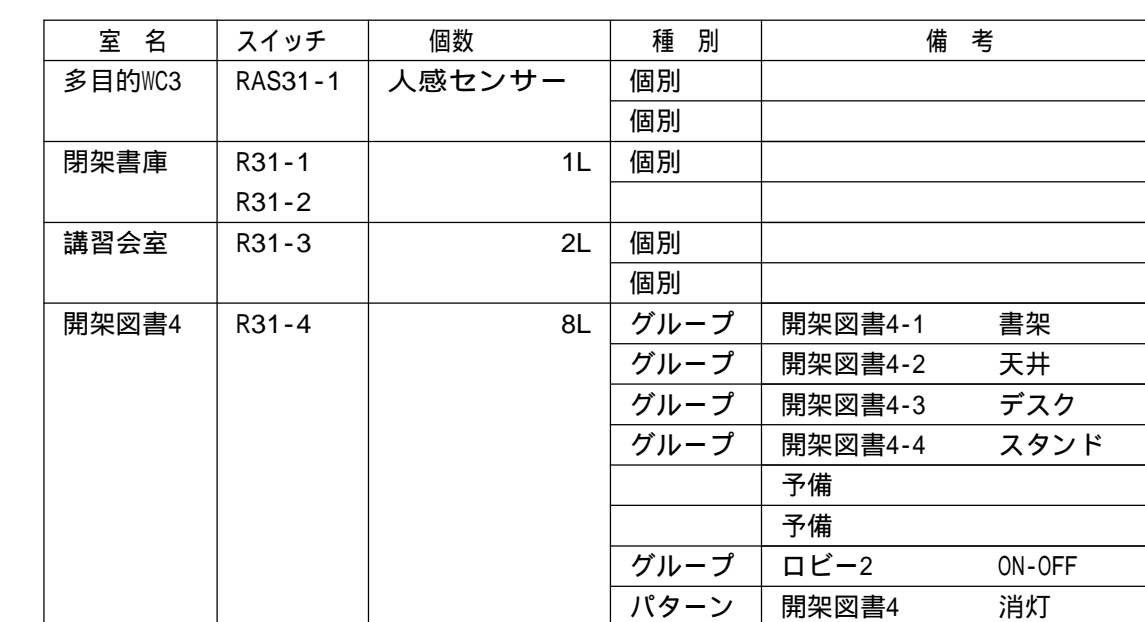 室 名 スイッチ 個数 種 別 備 考
多目的WC3 RAS31-1 人感センサー 個別
個別
閉架書庫 R31-1 1L 個別
R31-2
講習会室 R31-3 2L 個別
個別
開架図書4 R31-4 8L グループ 開架図書4-1 書架
グループ 開架図書4-2 天井
グループ 開架図書4-3 デスク
グループ 開架図書4-4 スタンド
予備
予備
グループ ロビー2 ON-OFF
パターン 開架図書4 消灯